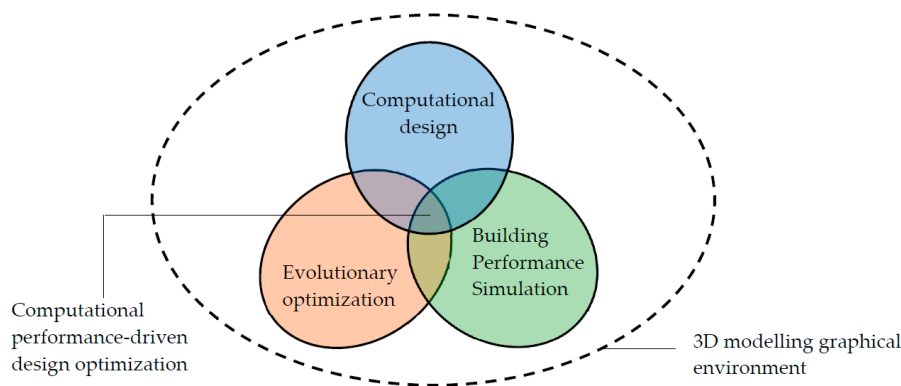 Computational
design
Building
Performance
Simulation
Evolutionary
optimization
Computational
performance-driven
design optimization
3D modelling graphical
environment